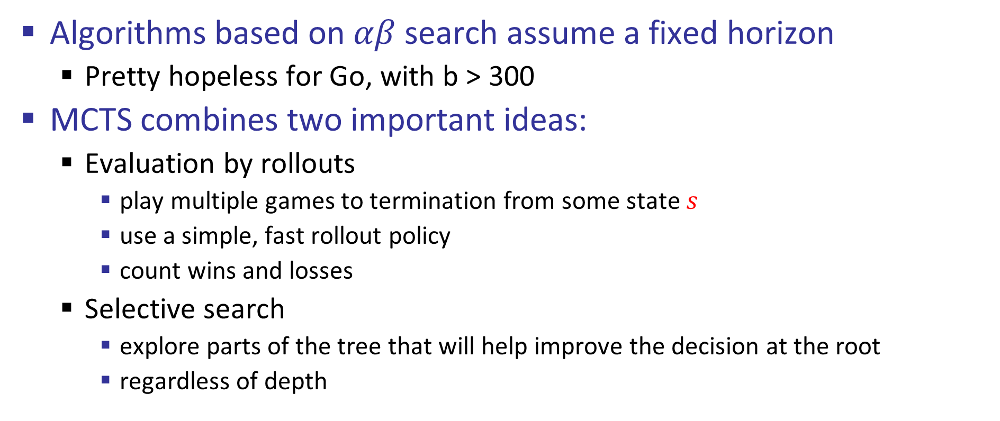 ▪ Algorithms based on αβ search assume a fixed horizon
▪ Pretty hopeless for Go, with b > 300
▪ MCTS combines two important ideas:
▪ Evaluation by rollouts
▪ play multiple games to termination from some state s
▪ use a simple, fast rollout policy
▪ count wins and losses
▪ Selective search
▪ explore parts of the tree that will help improve the decision at the root
▪ regardless of depth